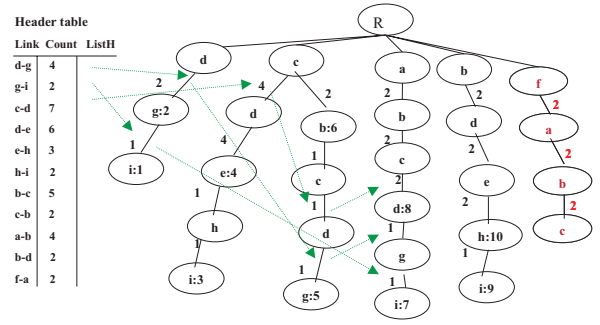 Header table
Link Count ListH
d-g 4
g-i 2
c-d 7
d-e 6
e-h 3
h-i 2
b-c 5
c-b 2
a-b 4
b-d 2
f-a 2
R
d
c
a
b
f
2
4
2
2
2
2
g:2
d
b:6
b
d
a
1
4
1
2
2
2
i:1
e:4
c
c
e
b
1
1
2
2
2
h
d
d:8
h:10
c
1
1
1
1
i:3
g:5
g
i:9
1
i:7